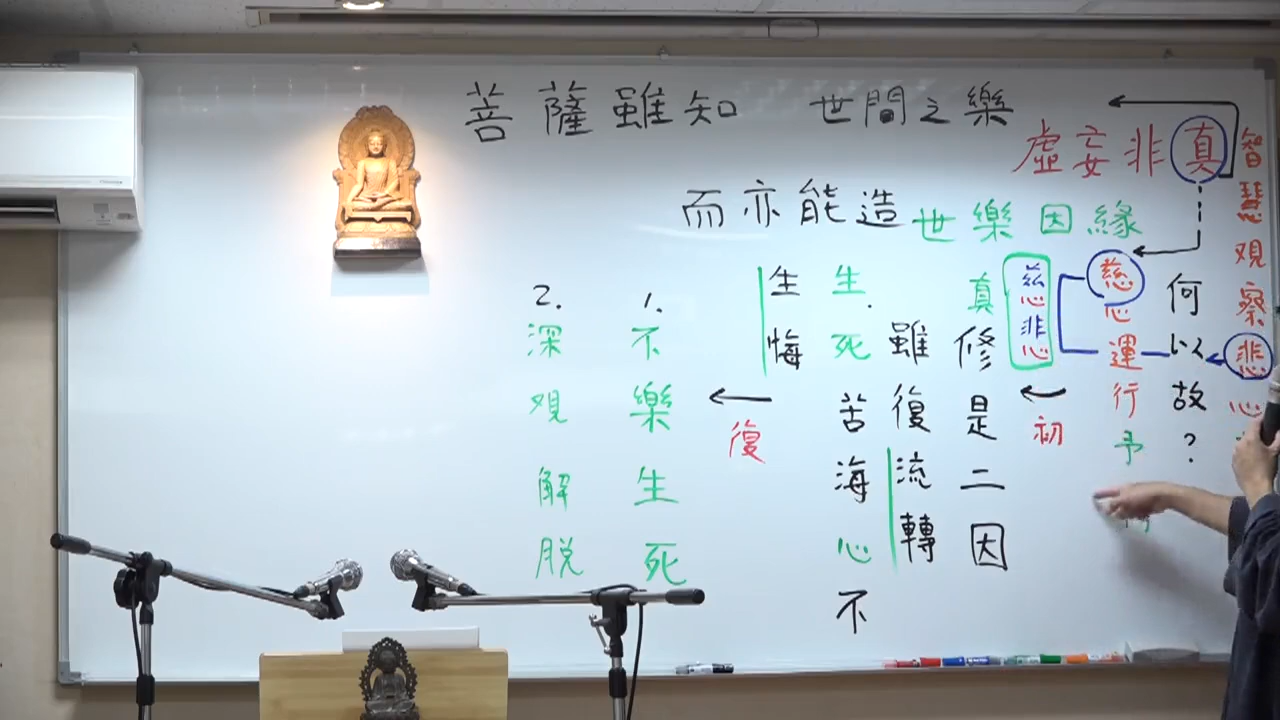 菩薩雖知 世間之樂
虛妄非真
而亦能造世樂因緣
智慧觀察悲心
何以故?
慈心運行予
慈心悲心
初
真修是二因
雖復流轉
生死苦海心不
生悔
復
1. 不樂生死
2. 深观解脱